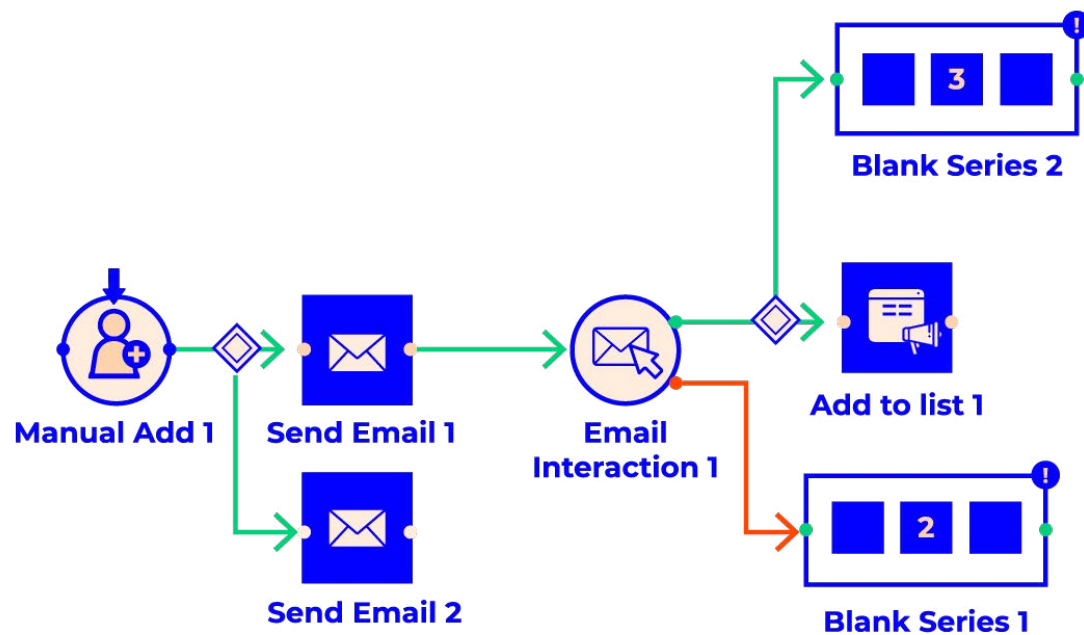 !
3
Blank Series 2
Manual Add 1
Send Email 1
Email
Interaction 1
Add to list 1
!
2
Send Email 2
Blank Series 1